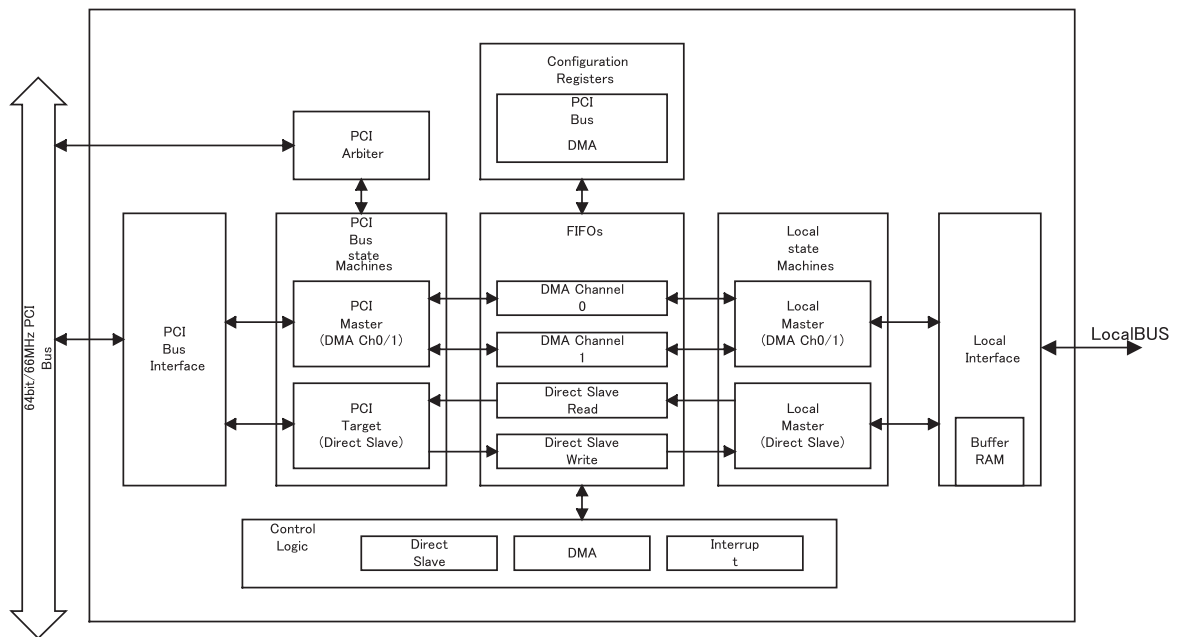 Configuration
Registers
PCI
Bus
DMA
PCI
Arbiter
64bit/66MHz PCI
Bus
PCI
Bus
Interface
PCI
Bus
state
Machines
PCI
Master
(DMA Ch0/1)
PCI
Target
(Direct Slave)
FIFOs
DMA Channel
0
DMA Channel
1
Direct Slave
Read
Direct Slave
Write
Local
state
Machines
Local
Master
(DMA Ch0/1)
Local
Master
(Direct Slave)
Local
Interface
Buffer
RAM
LocalBUS
Control
Logic
Direct
Slave
DMA
Interrup
t